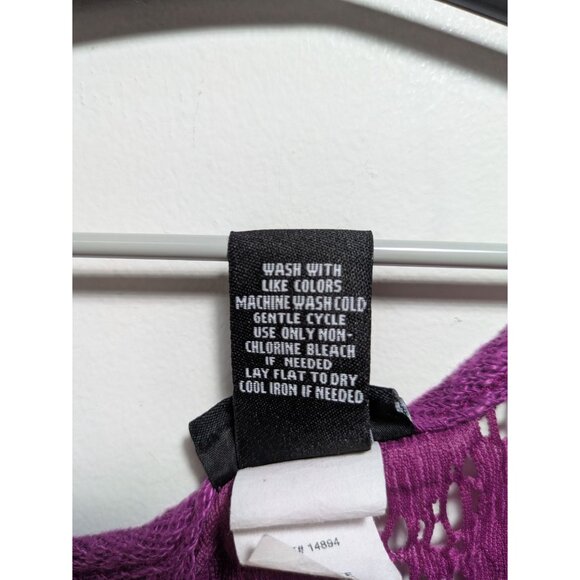 WASH WITH
LIKE COLORS
MACHINE WASH COLD
GENTLE CYCLE
USE ONLY NON-
CHLORINE BLEACH
IF NEEDED
LAY FLAT TO DRY
COOL IRON IF NEEDED
# 14894